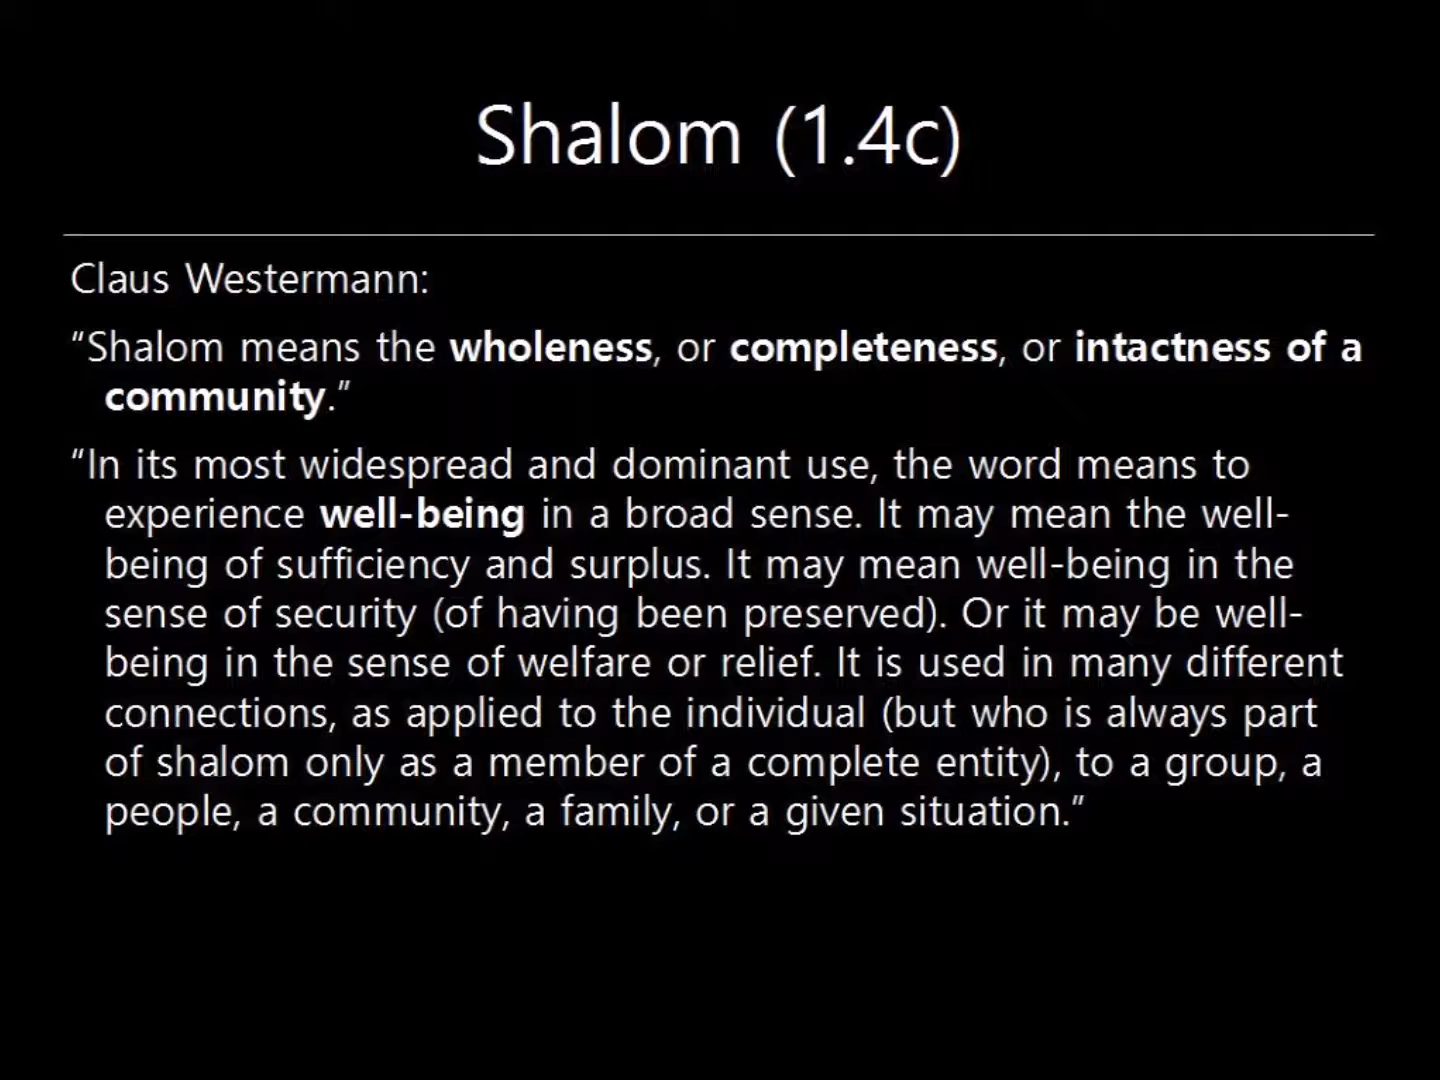 Shalom (1.4c)
Claus Westermann:
“Shalom means the wholeness, or completeness, or intactness of a
community.”
“In its most widespread and dominant use, the word means to
experience well-being in a broad sense. It may mean the well-
being of sufficiency and surplus. It may mean well-being in the
sense of security (of having been preserved). Or it may be well-
being in the sense of welfare or relief. It is used in many different
connections, as applied to the individual (but who is always part
of shalom only as a member of a complete entity), to a group, a
people, a community, a family, or a given situation.”